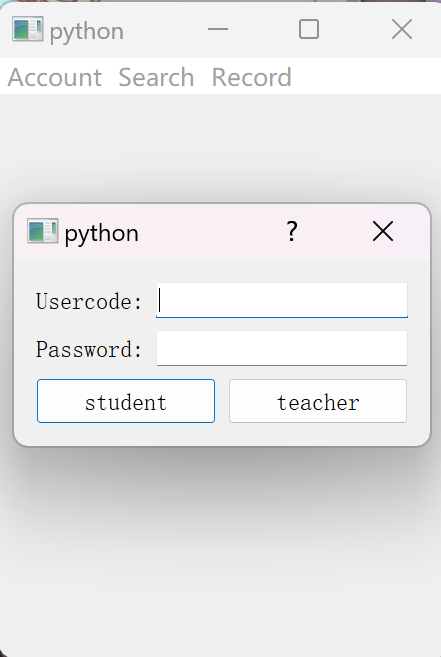 python
Account Search Record
python ?
Usercode:
Password:
student teacher